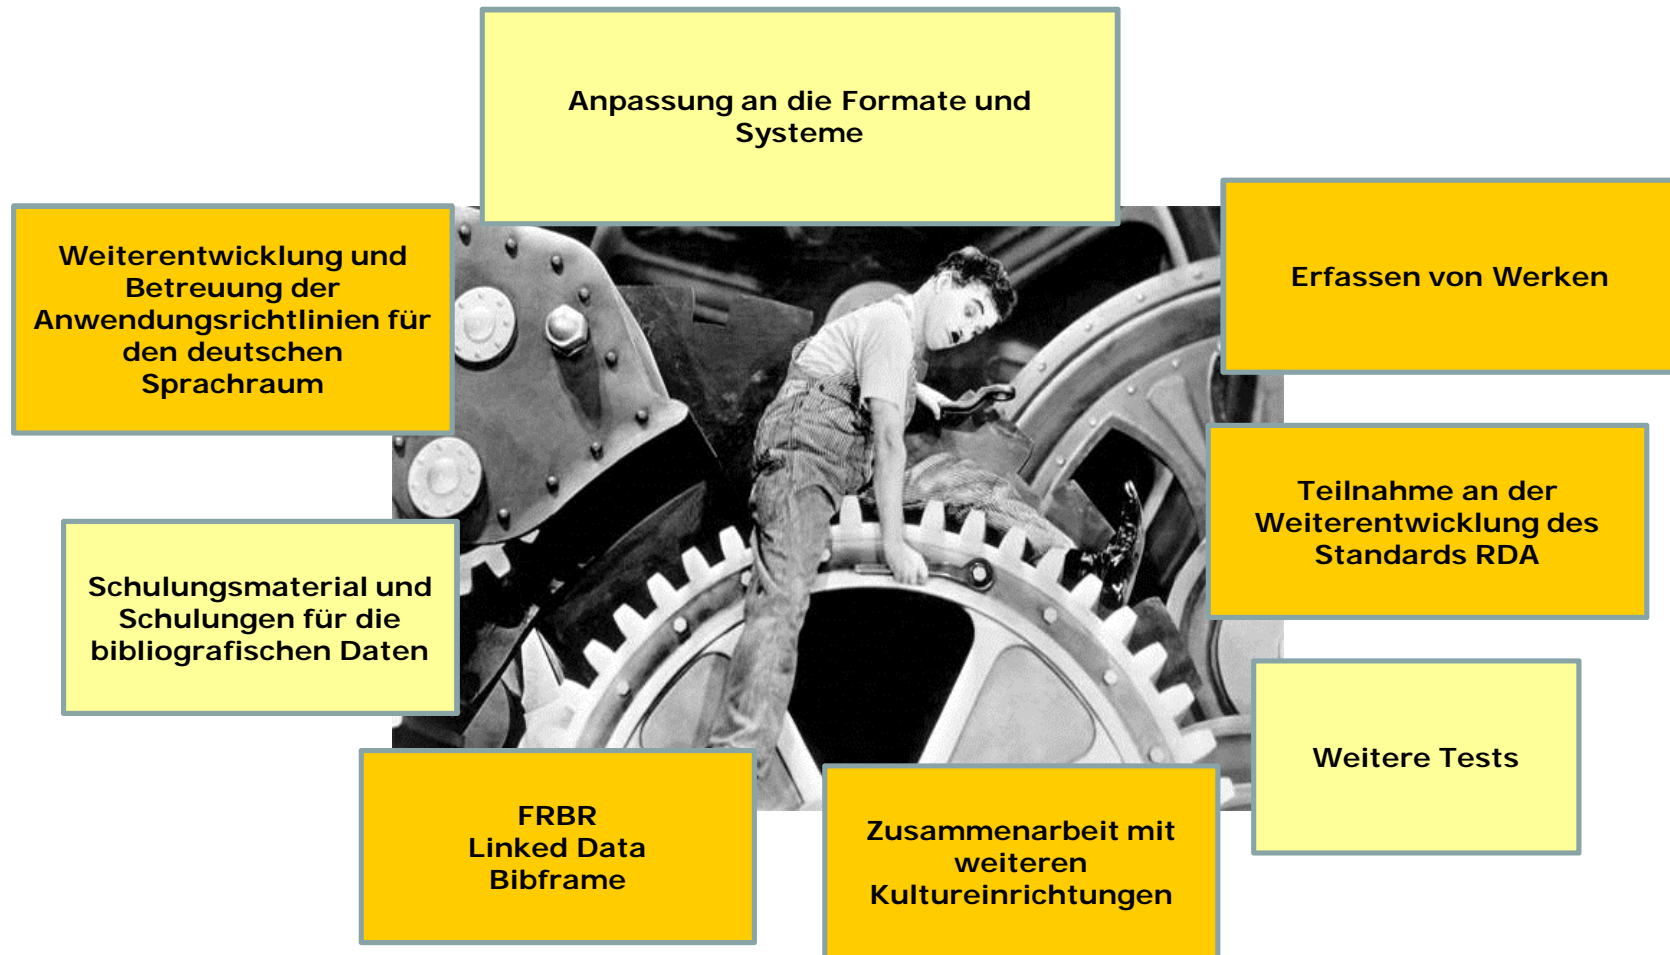 Anpassung an die Formate und
Systeme
Weiterentwicklung und
Betreuung der
Anwendungsrichtlinien für
den deutschen
Sprachraum
Erfassen von Werken
Teilnahme an der
Weiterentwicklung des
Standards RDA
Schulungsmaterial und
Schulungen für die
bibliografischen Daten
Weitere Tests
FRBR
Linked Data
Bibframe
Zusammenarbeit mit
weiteren
Kultureinrichtungen